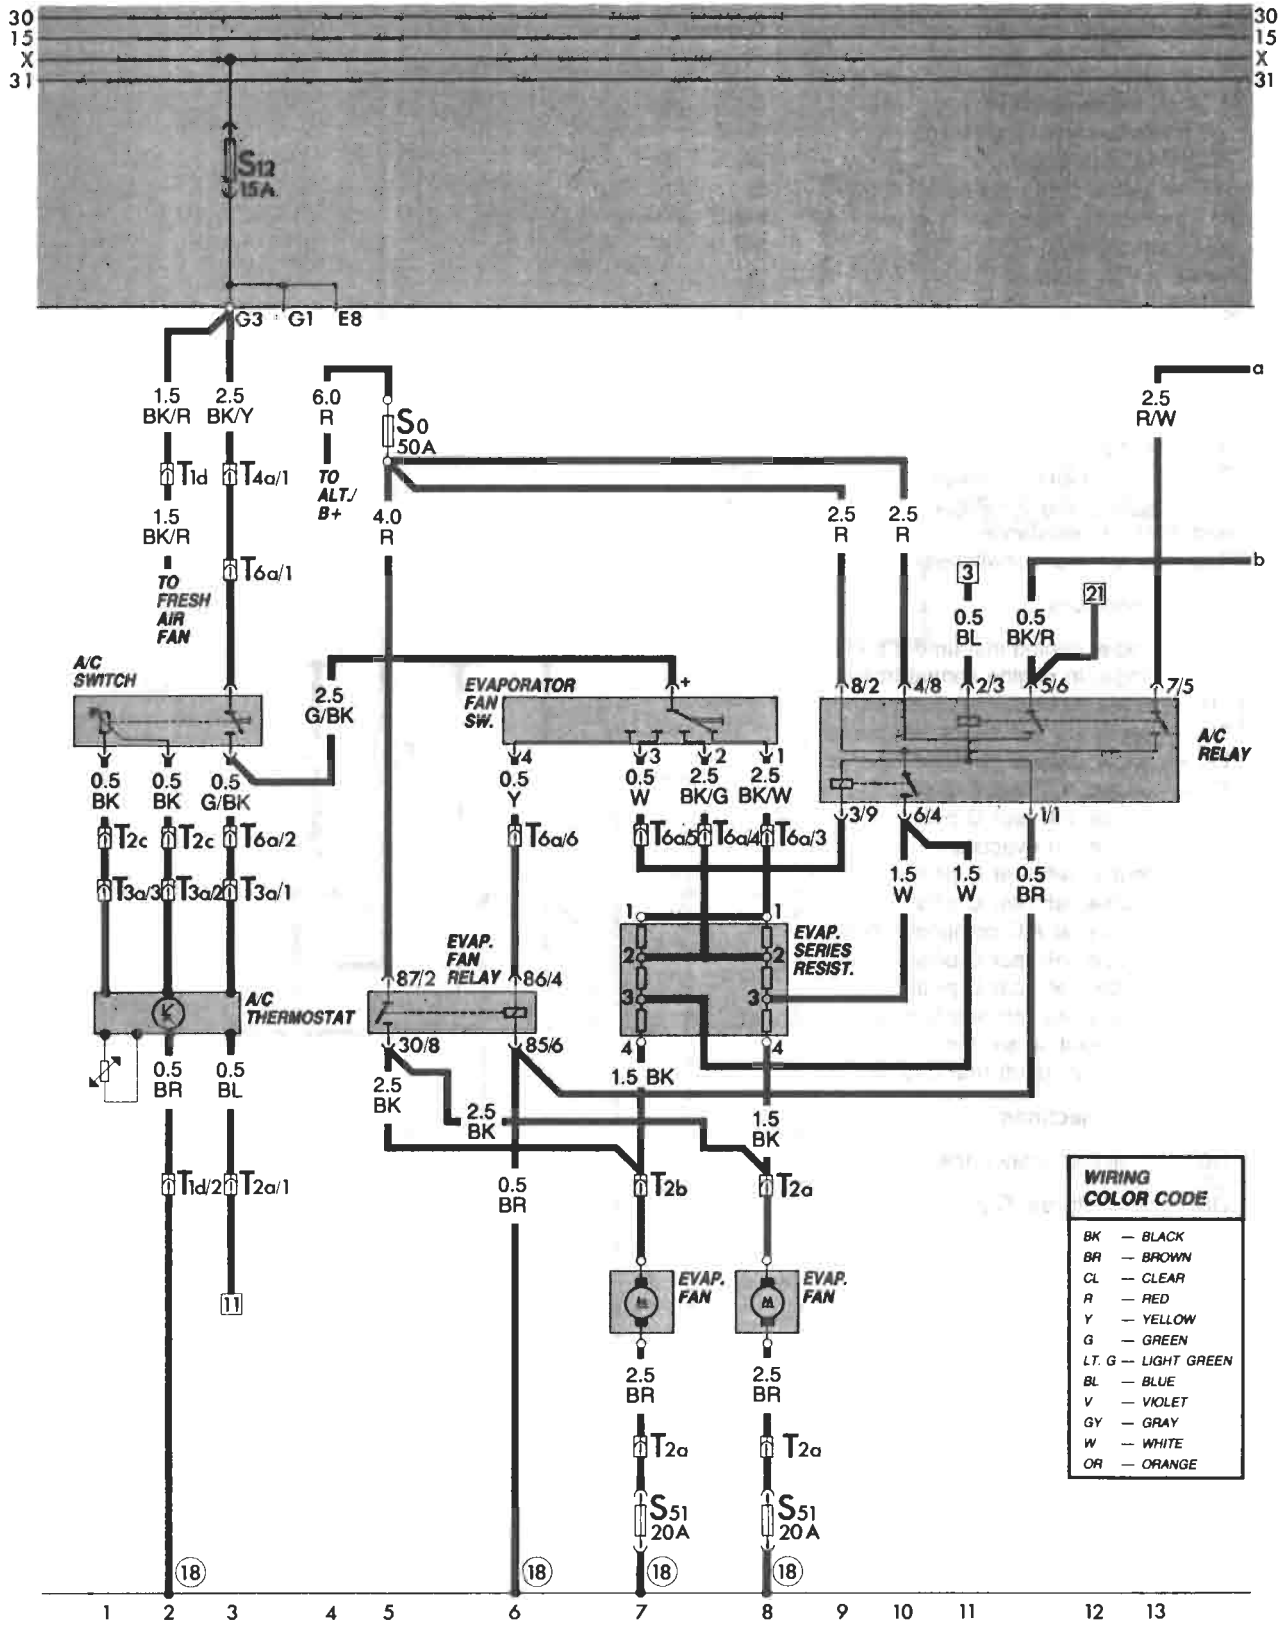 30 30
15 15
X X
31 31
S12
15A
G3 G1 E8
a
1.5
BK/R
2.5
BK/Y
6.0
R
S0
50A
2.5
R/W
T1d
T4a/1
TO
ALT./
B+
1.5
BK/R
4.0
R
2.5
R
2.5
R
b
T6a/1
TO
FRESH
AIR
FAN
3
21
0.5
BL
0.5
BK/R
A/C
SWITCH
2.5
G/BK
EVAPORATOR
FAN
SW.
+
8/2 4/8 2/3 5/6 7/5
A/C
RELAY
4 3 2 1
0.5
BK
0.5
BK
0.5
G/BK
0.5
Y
0.5
W
2.5
BK/G
2.5
BK/W
3/9 6/4 1/1
T2c T2c T6a/2
T6a/6 T6a/5 T6a/4 T6a/3
T3a/3 T3a/2 T3a/1
1.5
W
1.5
W
0.5
BR
1 1
2 2
3 3
4 4
EVAP.
SERIES
RESIST.
EVAP.
FAN
RELAY
87/2 86/4
A/C
THERMOSTAT
30/8 85/6
0.5
BR
0.5
BL
2.5
BK
2.5
BK
1.5 BK
1.5
BK
T1d/2 T2a/1
0.5
BR
T2b T2a
11
EVAP.
FAN
M
EVAP.
FAN
M
2.5
BR
2.5
BR
T2a T2a
S51
20A
S51
20A
18 18 18 18
1 2 3 4 5 6 7 8 9 10 11 12 13
WIRING
COLOR CODE
BK — BLACK
BR — BROWN
CL — CLEAR
R — RED
Y — YELLOW
G — GREEN
LT. G — LIGHT GREEN
BL — BLUE
V — VIOLET
GY — GRAY
W — WHITE
OR — ORANGE